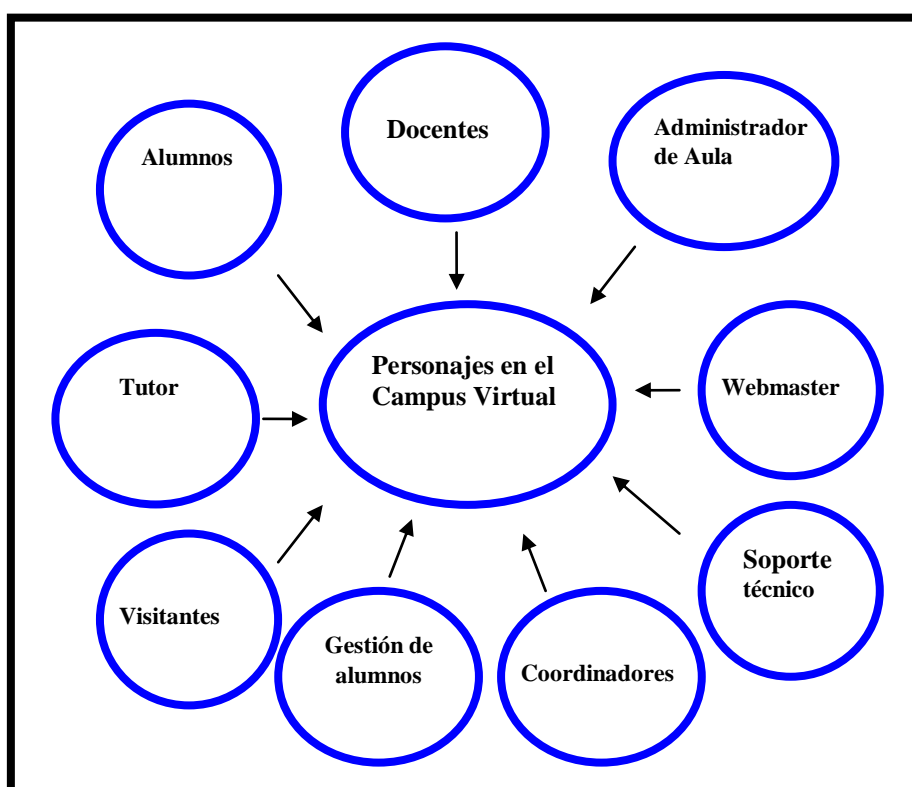 Docentes
Administrador
de Aula
Alumnos
Personajes en el
Campus Virtual
Tutor
Webmaster
Soporte
técnico
Visitantes
Gestión de
alumnos
Coordinadores